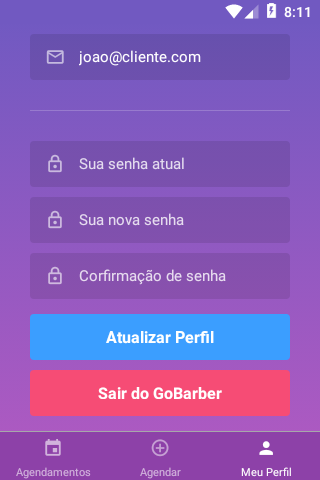 8:11
joao@cliente.com
Sua senha atual
Sua nova senha
Confirmação de senha
Atualizar Perfil
Sair do GoBarber
Agendamentos
Agendar
Meu Perfil